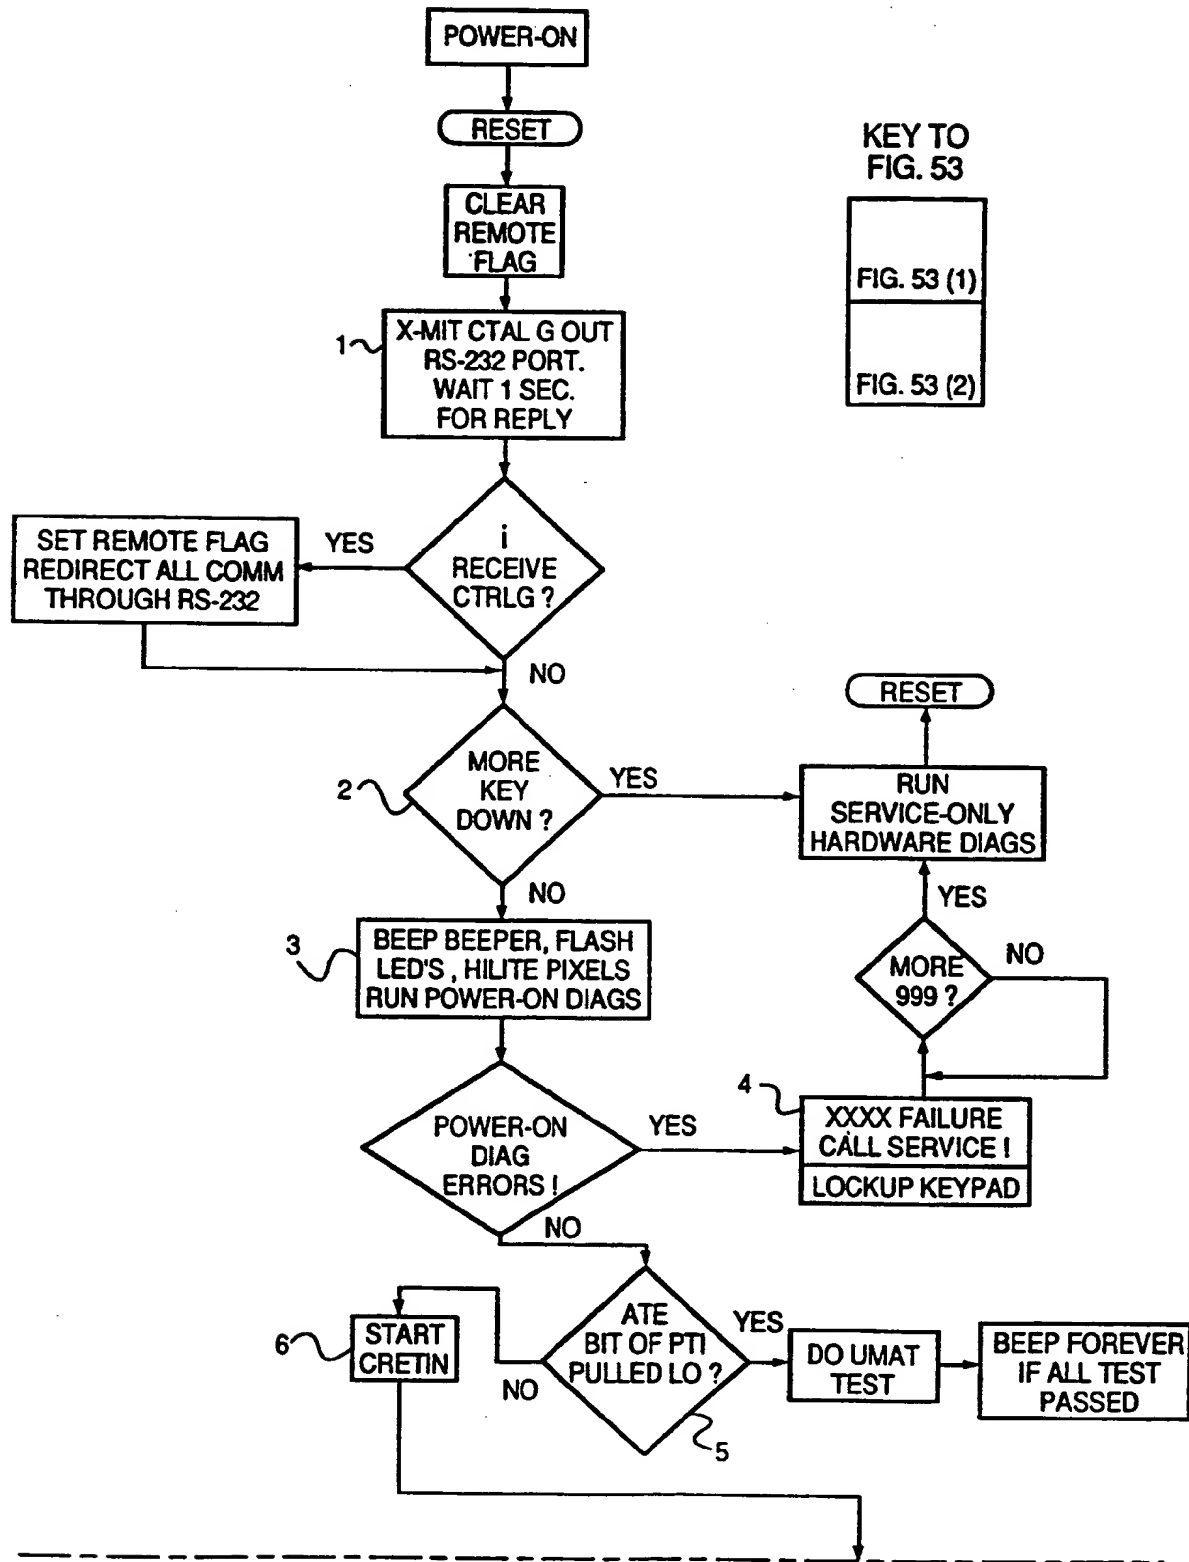 POWER-ON
RESET
CLEAR
REMOTE
FLAG
KEY TO
FIG. 53
FIG. 53 (1)
FIG. 53 (2)
1
X-MIT CTAL G OUT
RS-232 PORT.
WAIT 1 SEC.
FOR REPLY
i
RECEIVE
CTRLG ?
YES
SET REMOTE FLAG
REDIRECT ALL COMM
THROUGH RS-232
NO
2
MORE
KEY
DOWN ?
YES
RESET
RUN
SERVICE-ONLY
HARDWARE DIAGS
NO
YES
3
BEEP BEEPER, FLASH
LED'S , HILITE PIXELS
RUN POWER-ON DIAGS
MORE
999 ?
NO
POWER-ON
DIAG
ERRORS !
YES
4
XXXX FAILURE
CALL SERVICE !
LOCKUP KEYPAD
NO
6
START
CRETIN
NO
ATE
BIT OF PTI
PULLED LO ?
5
YES
DO UMAT
TEST
BEEP FOREVER
IF ALL TEST
PASSED